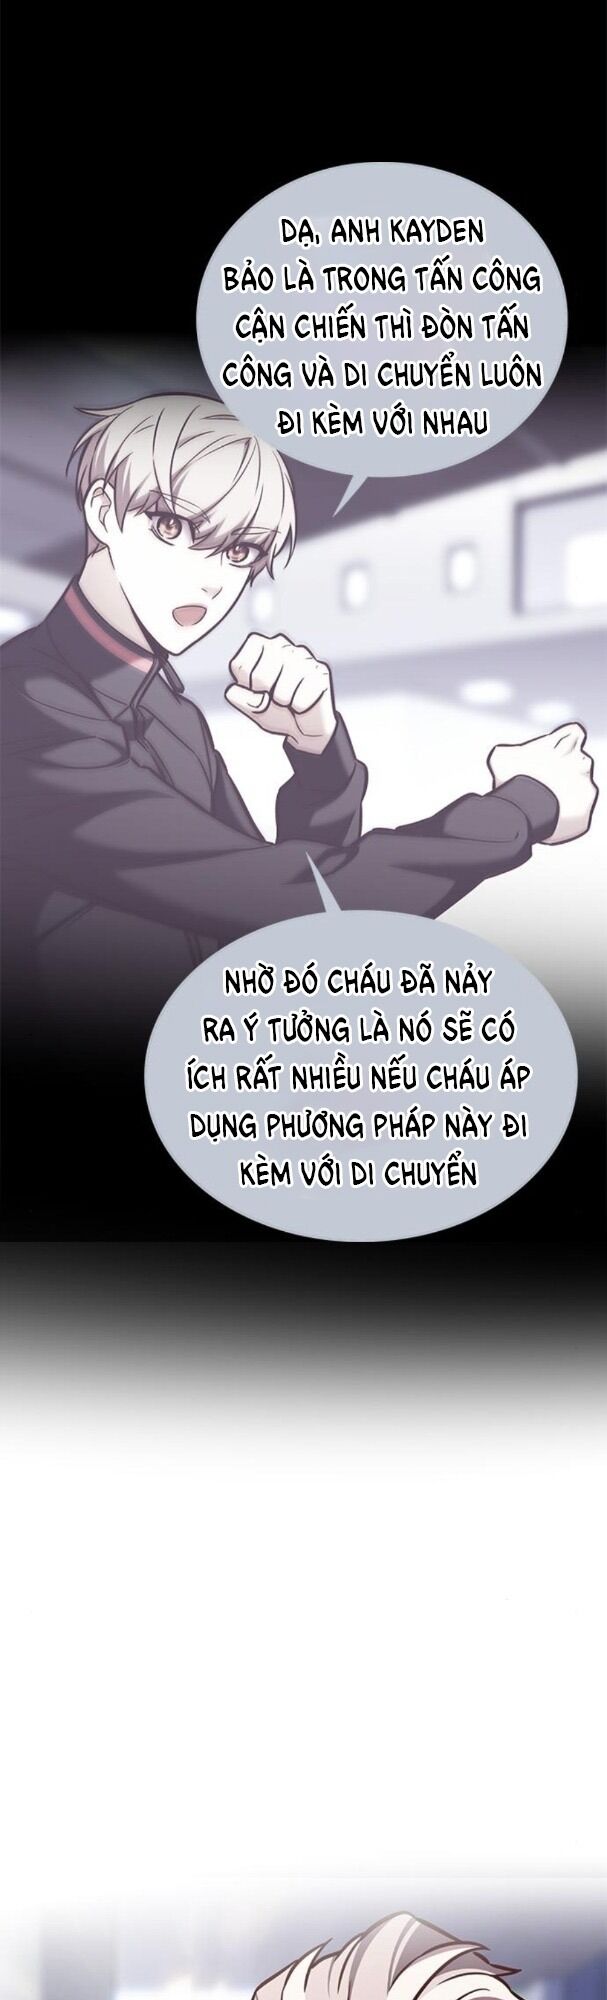 DẠ, ANH KAYDEN
BẢO LÀ TRONG TẤN CÔNG
CẬN CHIẾN THÌ ĐÒN TẤN
CÔNG VÀ DI CHUYỂN LUÔN
ĐI KÈM VỚI NHAU
NHỜ ĐÓ CHÁU ĐÃ NẢY
RA Ý TƯỞNG LÀ NÓ SẼ CÓ
ÍCH RẤT NHIỀU NẾU CHÁU ÁP
DỤNG PHƯƠNG PHÁP NÀY ĐI
KÈM VỚI DI CHUYỂN